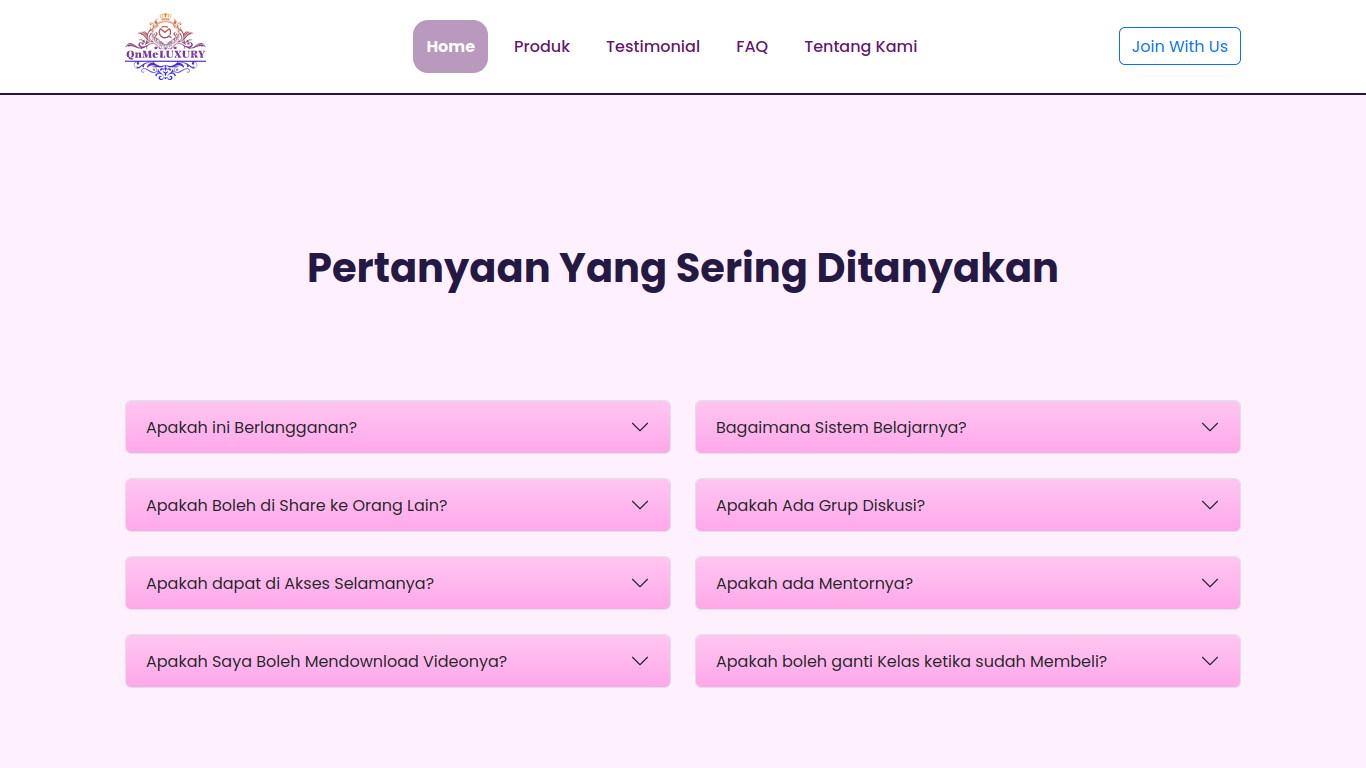 QnMeLUXURY
Home
Produk
Testimonial
FAQ
Tentang Kami
Join With Us
Pertanyaan Yang Sering Ditanyakan
Apakah ini Berlangganan?
Bagaimana Sistem Belajarnya?
Apakah Boleh di Share ke Orang Lain?
Apakah Ada Grup Diskusi?
Apakah dapat di Akses Selamanya?
Apakah ada Mentornya?
Apakah Saya Boleh Mendownload Videonya?
Apakah boleh ganti Kelas ketika sudah Membeli?